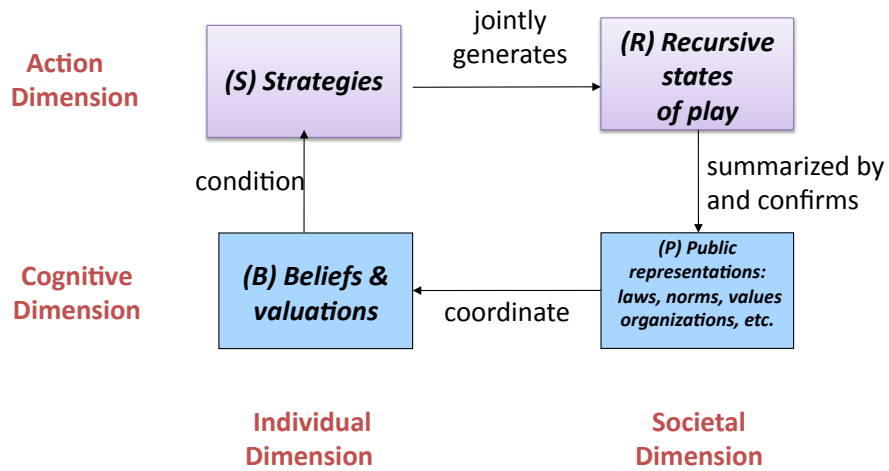 Action
Dimension
(S) Strategies
jointly
generates
(R) Recursive
states
of play
condition
summarized by
and confirms
Cognitive
Dimension
(B) Beliefs &
valuations
coordinate
(P) Public
representations:
laws, norms, values
organizations, etc.
Individual
Dimension
Societal
Dimension